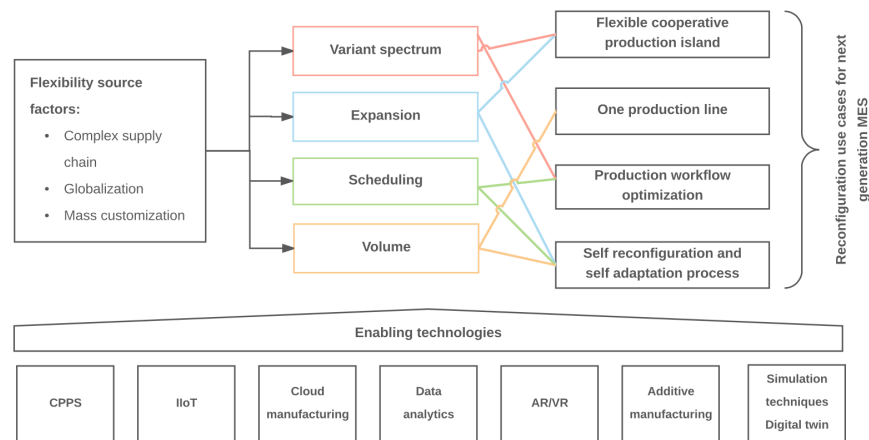 Flexibility source
factors:
• Complex supply
chain
• Globalization
• Mass customization
Variant spectrum
Expansion
Scheduling
Volume
Flexible cooperative
production island
One production line
Production workflow
optimization
Self reconfiguration and
self adaptation process
Reconfiguration use cases for next
generation MES
Enabling technologies
CPPS
IIoT
Cloud
manufacturing
Data
analytics
AR/VR
Additive
manufacturing
Simulation
techniques
Digital twin